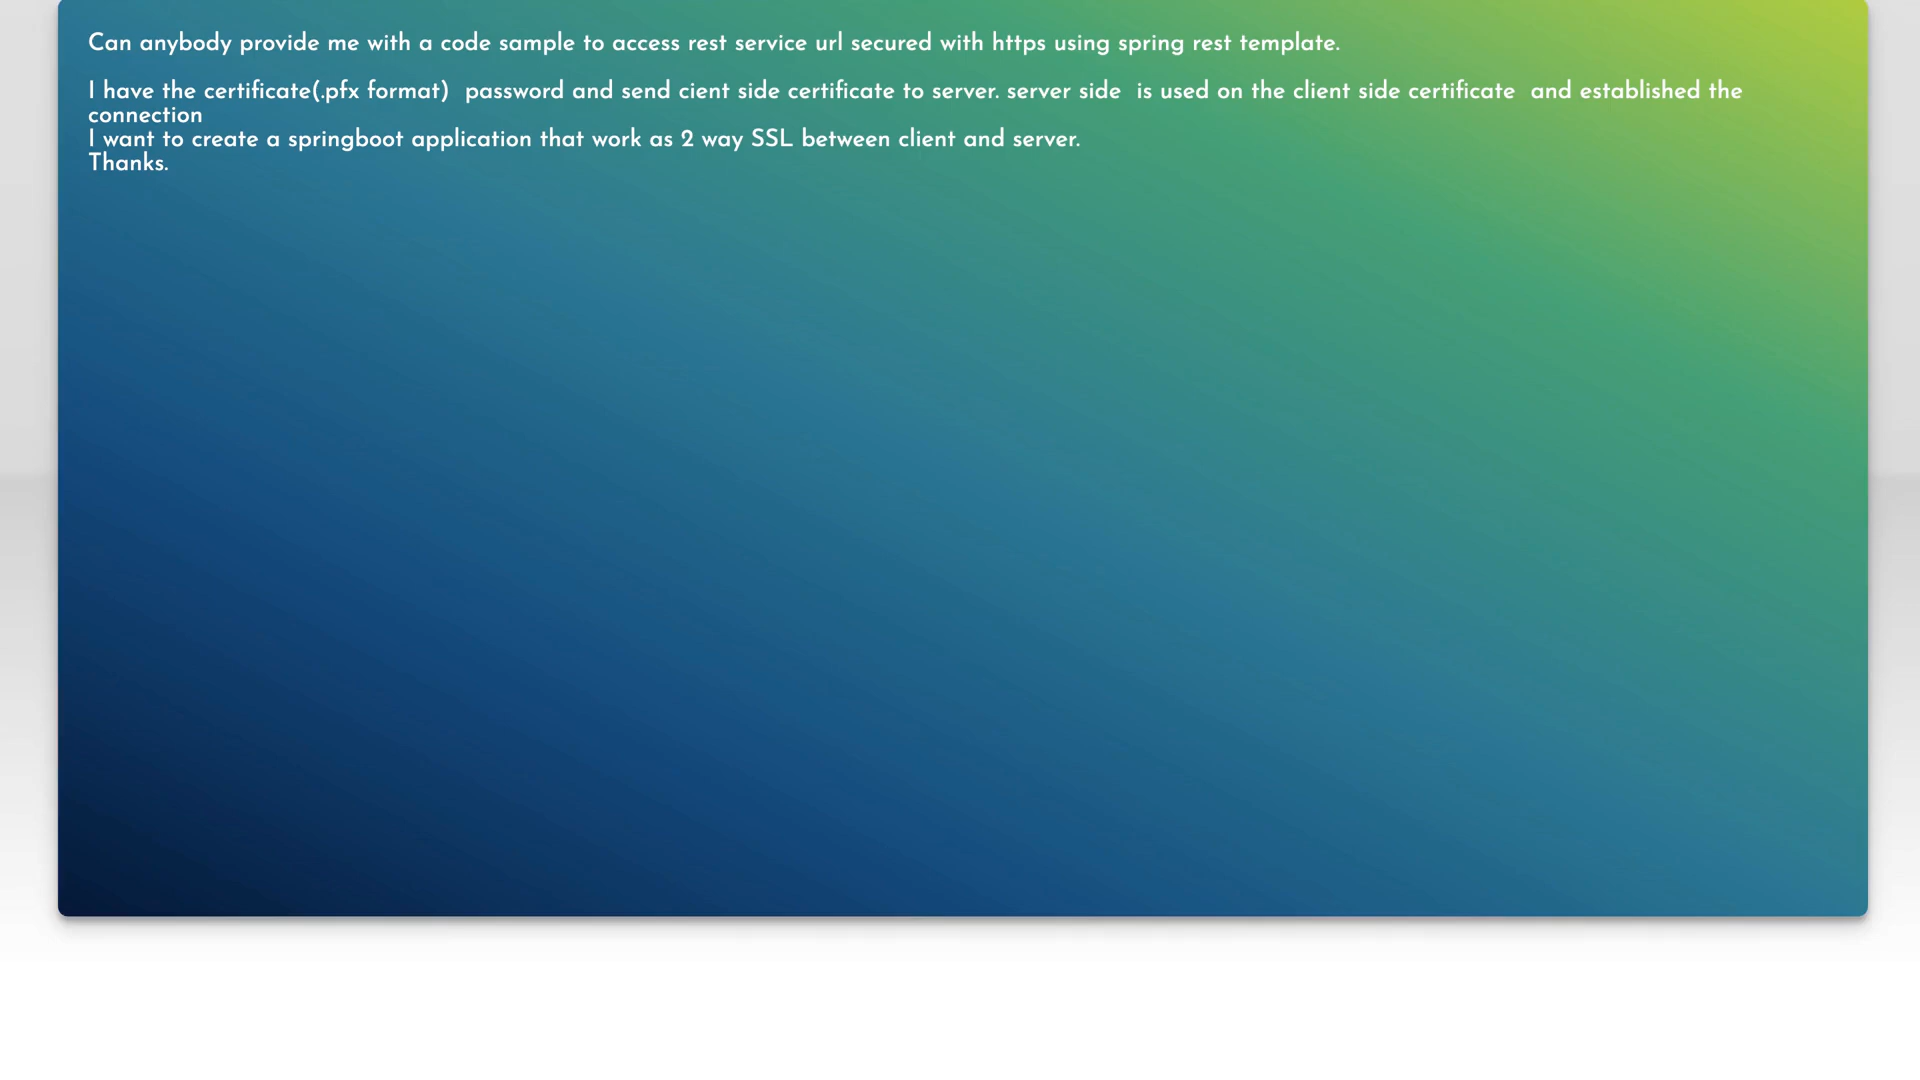 Can anybody provide me with a code sample to access rest service url secured with https using spring rest template.
I have the certificate(.pfx format)  password and send cient side certificate to server. server side  is used on the client side certificate  and established the
connection
I want to create a springboot application that work as 2 way SSL between client and server.
Thanks.